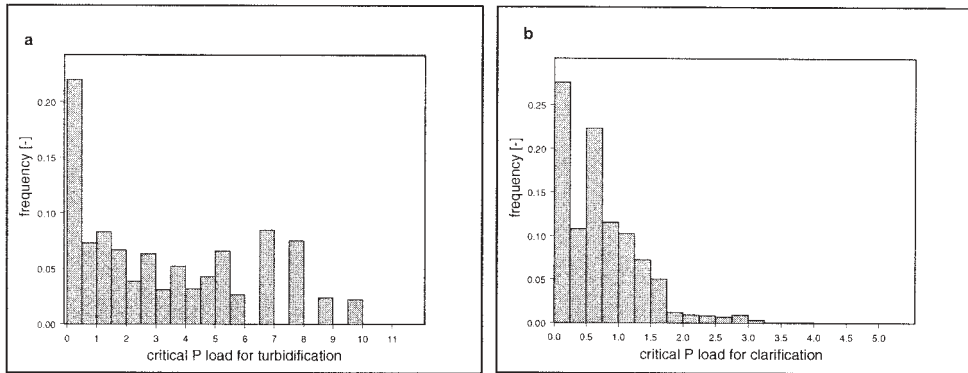 a
frequency [-]
0.20
0.15
0.10
0.05
0.00
0 1 2 3 4 5 6 7 8 9 10 11
critical P load for turbidification
b
frequency [-]
0.30
0.25
0.20
0.15
0.10
0.05
0.00
0.0 0.5 1.0 1.5 2.0 2.5 3.0 3.5 4.0 5.0
critical P load for clarification